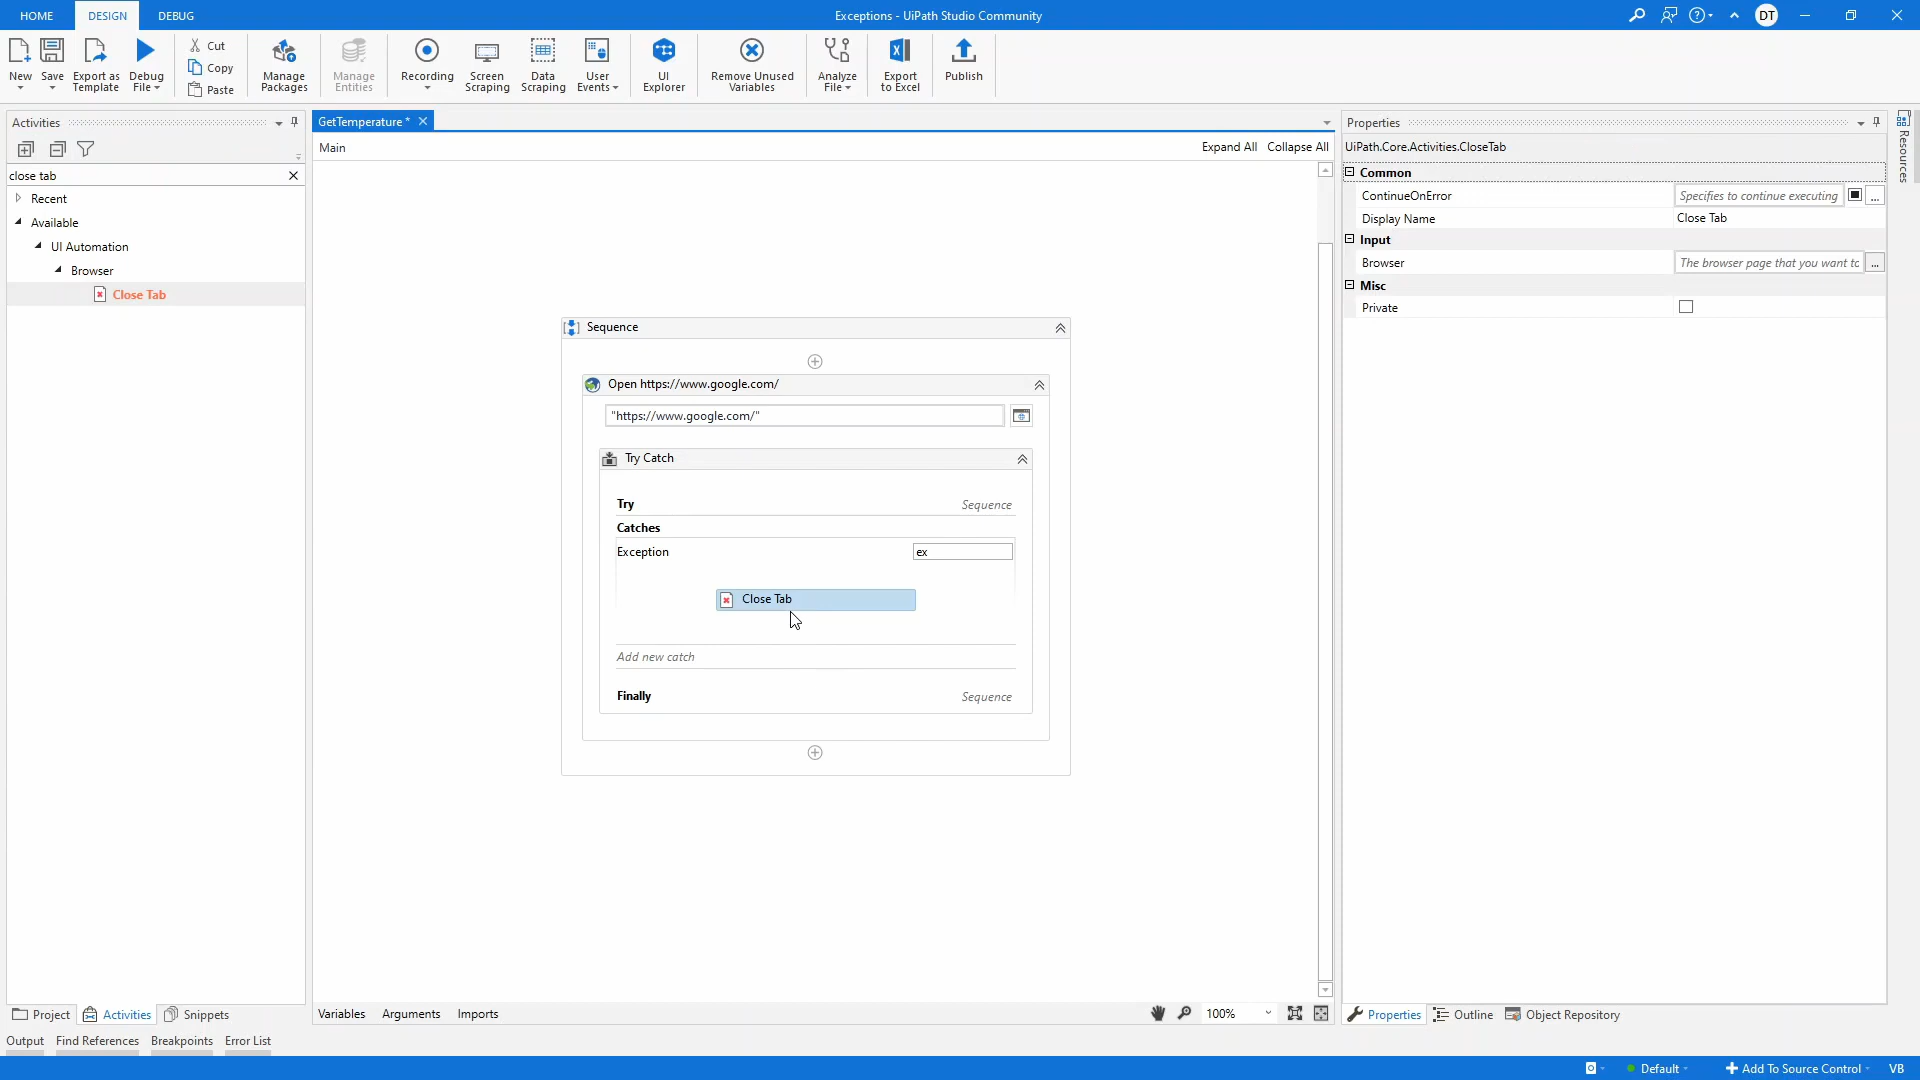 HOME DESIGN DEBUG Exceptions - UiPath Studio Community DT
New Save Export as Template Debug File Cut Copy Paste Manage Packages Manage Entities Recording Screen Scraping Data Scraping User Events UI Explorer Remove Unused Variables Analyze File Export to Excel Publish
Activities
close tab
Recent
Available
UI Automation
Browser
Close Tab
GetTemperature *
Main Expand All Collapse All
Sequence
Open https://www.google.com/
"https://www.google.com/"
Try Catch
Try Sequence
Catches
Exception ex
Close Tab
Add new catch
Finally Sequence
Properties
UiPath.Core.Activities.CloseTab
Common
ContinueOnError Specifies to continue executing ...
Display Name Close Tab
Input
Browser The browser page that you want to ...
Misc
Private
Resources
Project Activities Snippets
Variables Arguments Imports 100%
Properties Outline Object Repository
Output Find References Breakpoints Error List
Default Add To Source Control VB